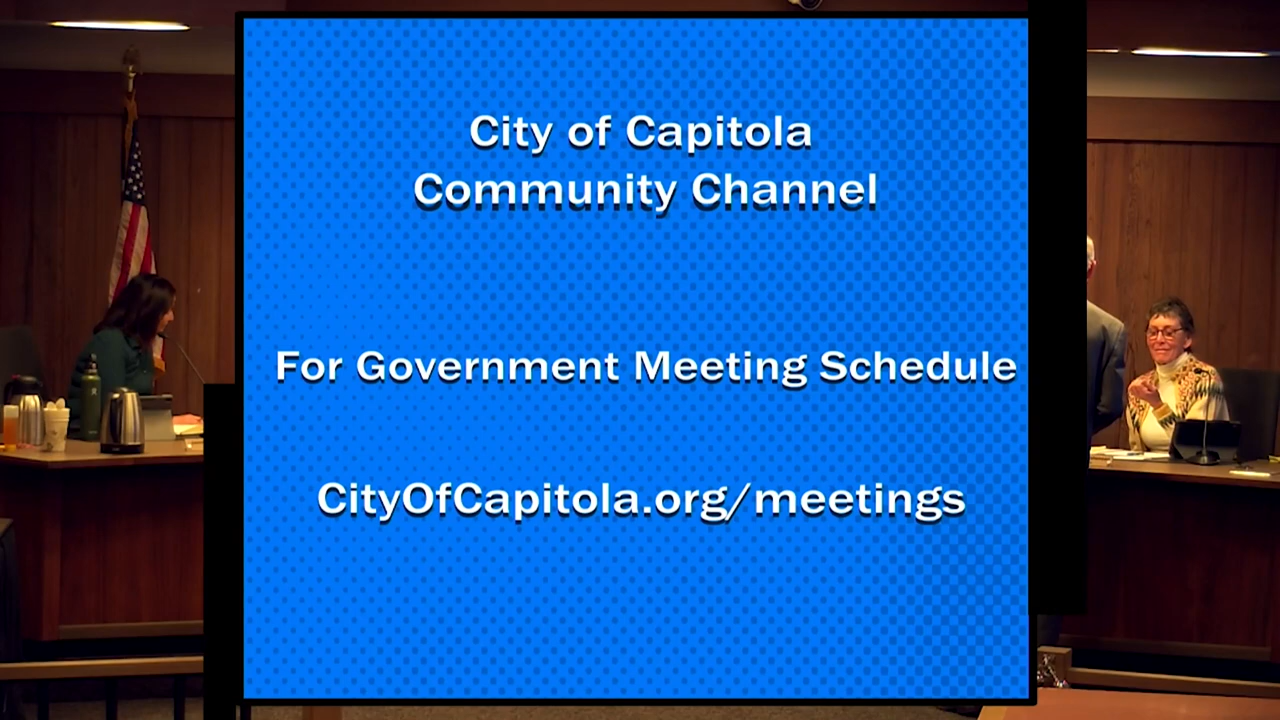 City of Capitola
Community Channel
For Government Meeting Schedule
CityOfCapitola.org/meetings